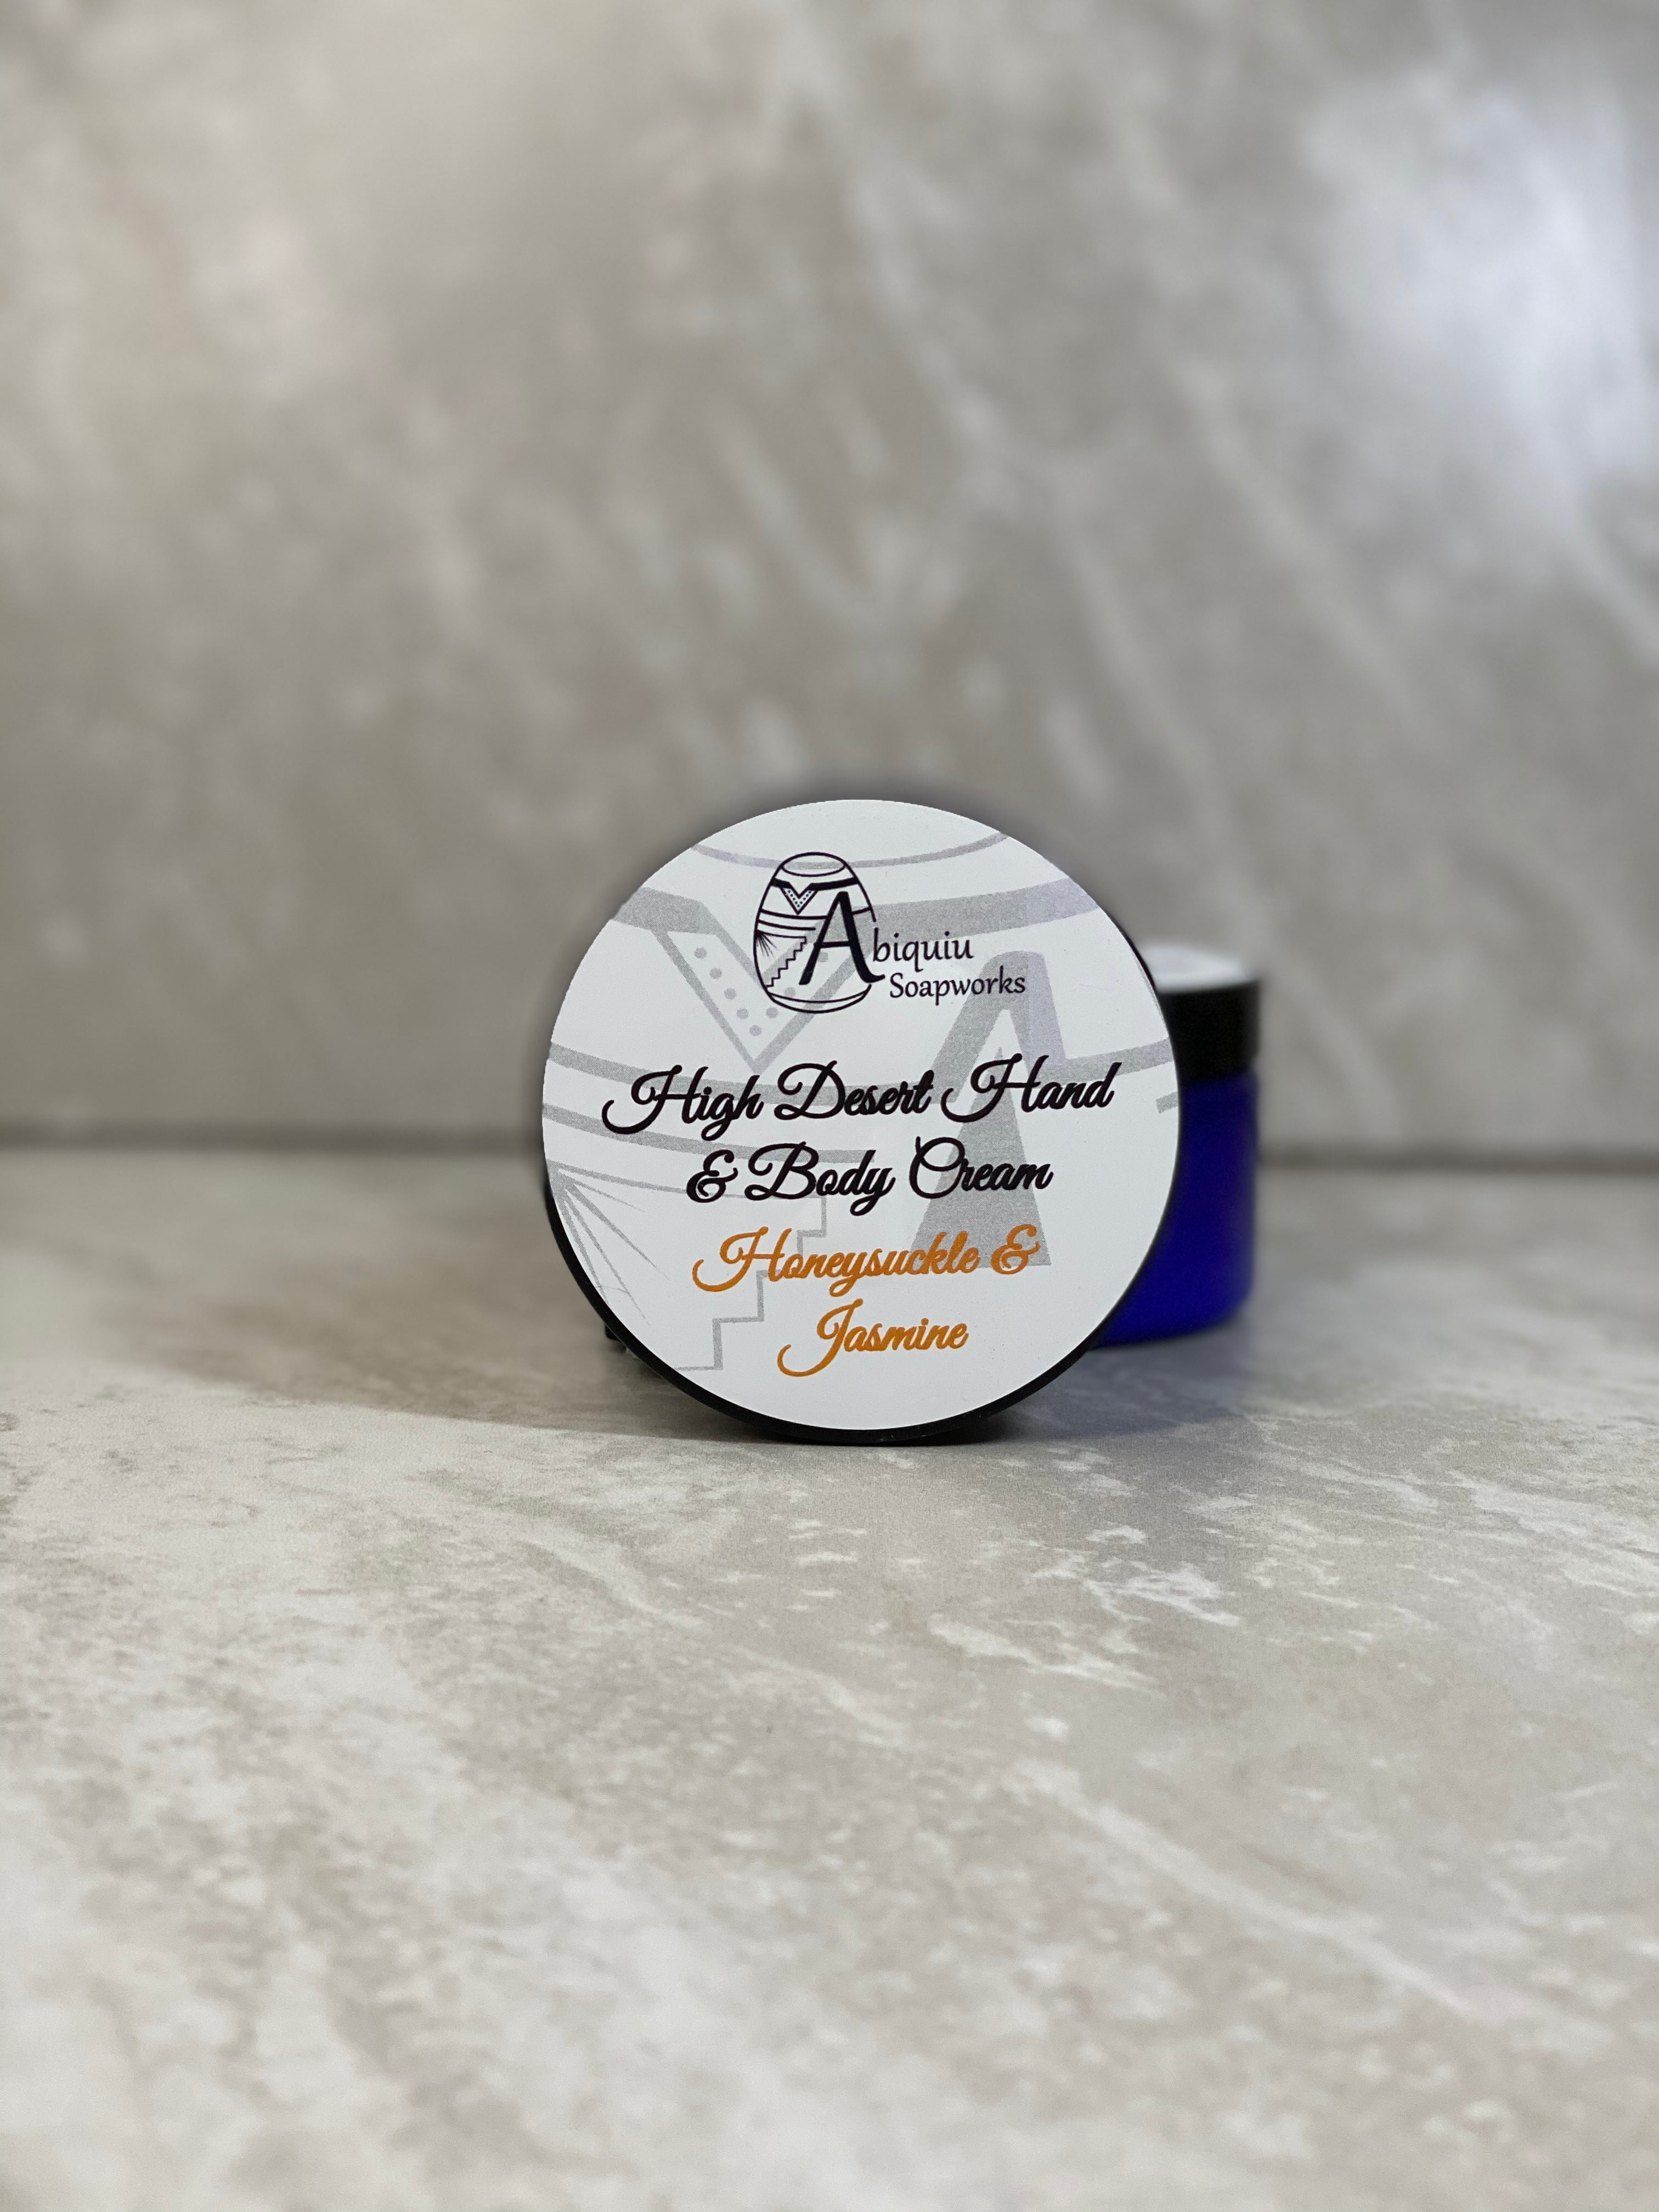 Abiquiu
Soapworks
High Desert Hand
& Body Cream
Honeysuckle &
Jasmine